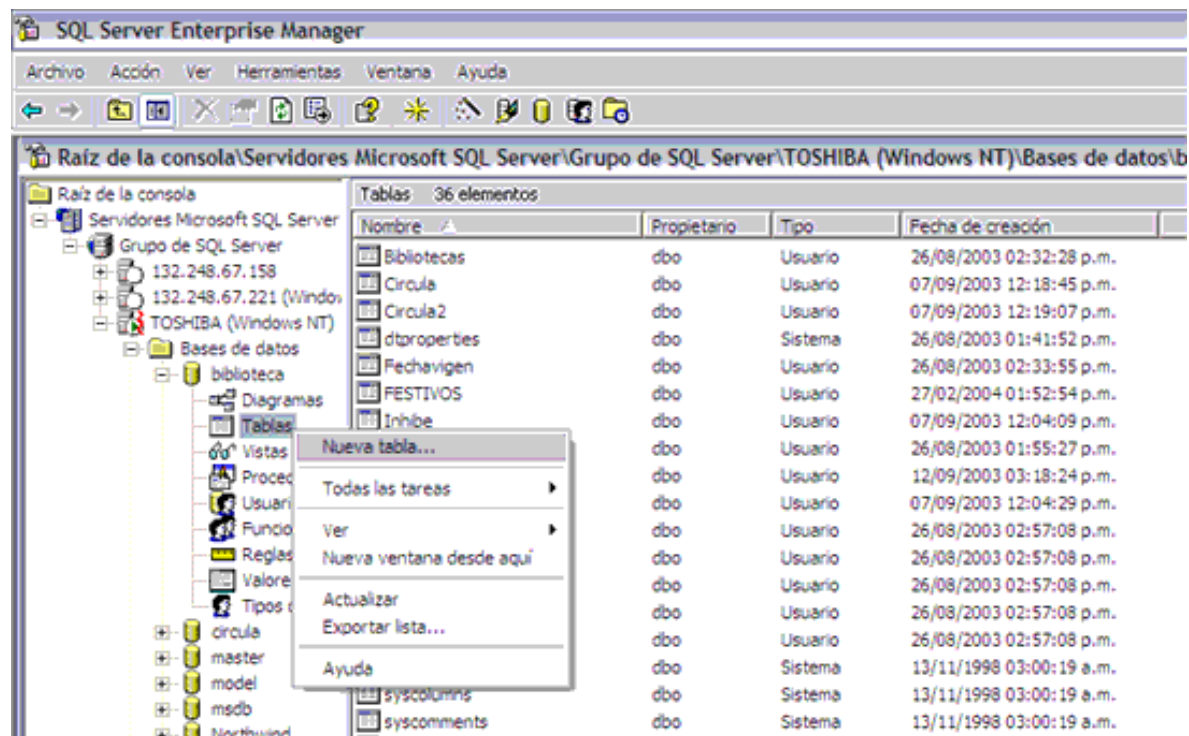 SQL Server Enterprise Manager
Archivo Acción Ver Herramientas Ventana Ayuda
Raíz de la consola\Servidores Microsoft SQL Server\Grupo de SQL Server\TOSHIBA (Windows NT)\Bases de datos\b
Raíz de la consola
Servidores Microsoft SQL Server
Grupo de SQL Server
132.248.67.158
132.248.67.221 (Windov
TOSHIBA (Windows NT)
Bases de datos
biblioteca
Diagramas
Tablas
Vistas
Proced
Usuari
Funcio
Reglas
Valore
Tipos d
circula
master
model
msdb
Northwind
Tablas 36 elementos
Nombre Propietario Tipo Fecha de creación
Bibliotecas dbo Usuario 26/08/2003 02:32:28 p.m.
Circula dbo Usuario 07/09/2003 12:18:45 p.m.
Circula2 dbo Usuario 07/09/2003 12:19:07 p.m.
dtproperties dbo Sistema 26/08/2003 01:41:52 p.m.
Fechavigen dbo Usuario 26/08/2003 02:33:55 p.m.
FESTIVOS dbo Usuario 27/02/2004 01:52:54 p.m.
Inhibe dbo Usuario 07/09/2003 12:04:09 p.m.
dbo Usuario 26/08/2003 01:55:27 p.m.
dbo Usuario 12/09/2003 03:18:24 p.m.
dbo Usuario 07/09/2003 12:04:29 p.m.
dbo Usuario 26/08/2003 02:57:08 p.m.
dbo Usuario 26/08/2003 02:57:08 p.m.
dbo Usuario 26/08/2003 02:57:08 p.m.
dbo Usuario 26/08/2003 02:57:08 p.m.
dbo Usuario 26/08/2003 02:57:08 p.m.
dbo Sistema 13/11/1998 03:00:19 a.m.
syscolumns dbo Sistema 13/11/1998 03:00:19 a.m.
syscomments dbo Sistema 13/11/1998 03:00:19 a.m.
Nueva tabla...
Todas las tareas
Ver
Nueva ventana desde aquí
Actualizar
Exportar lista...
Ayuda